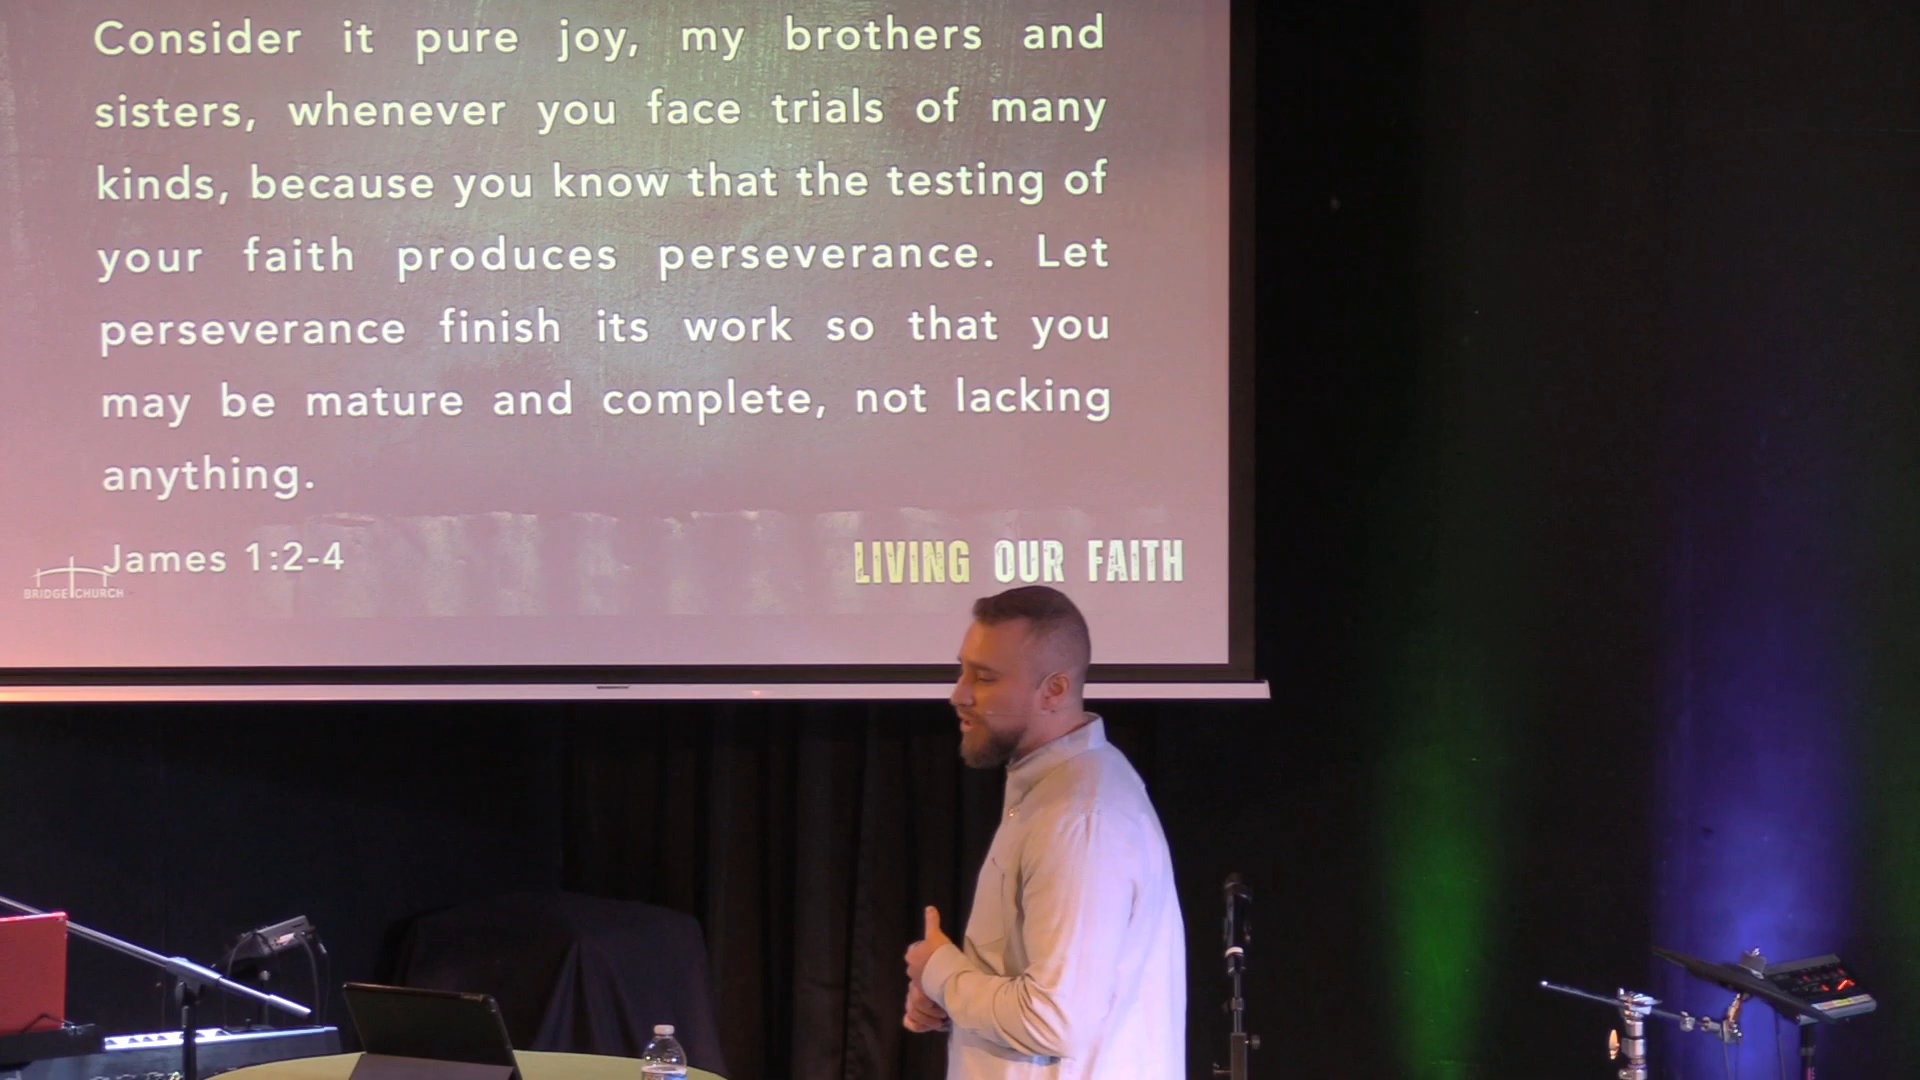 Consider it pure joy, my brothers and
sisters, whenever you face trials of many
kinds, because you know that the testing of
your faith produces perseverance. Let
perseverance finish its work so that you
may be mature and complete, not lacking
anything.
James 1:2-4
BRIDGE CHURCH
LIVING OUR FAITH